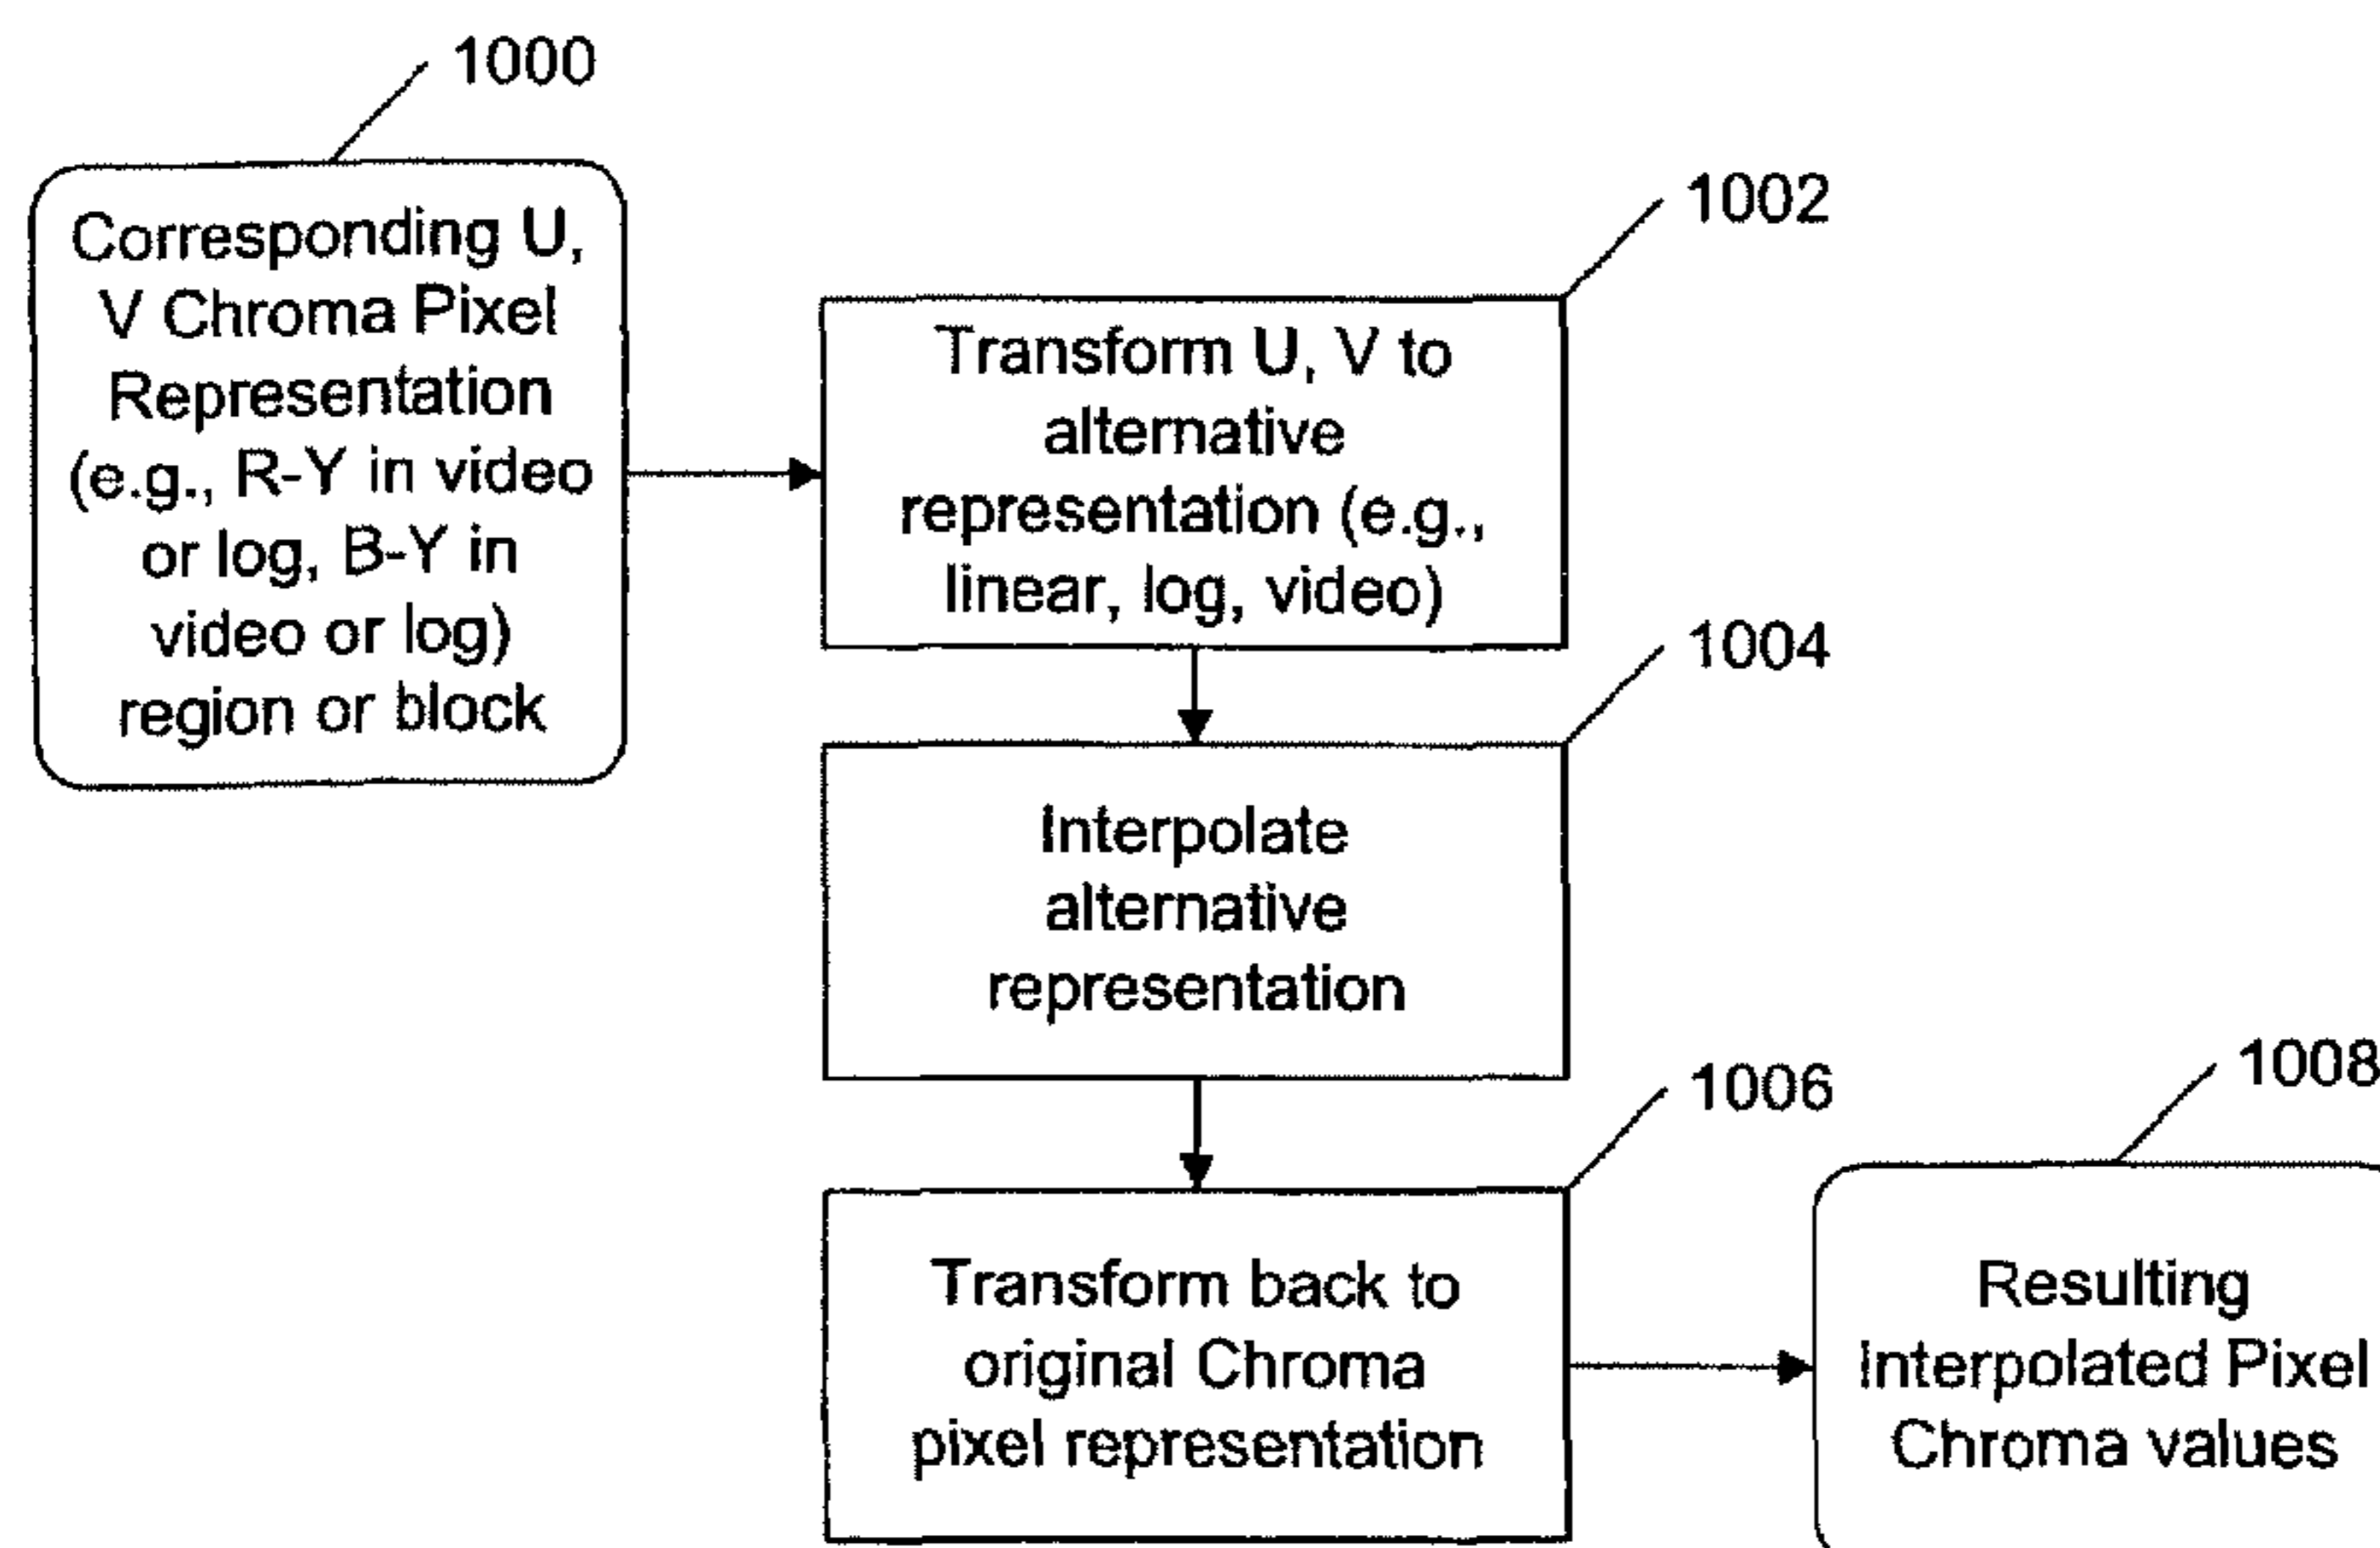 1000
Corresponding U,
V Chroma Pixel
Representation
(e.g., R-Y in video
or log, B-Y in
video or log)
region or block
1002
Transform U, V to
alternative
representation (e.g.,
linear, log, video)
1004
Interpolate
alternative
representation
1006
Transform back to
original Chroma
pixel representation
1008
Resulting
Interpolated Pixel
Chroma values